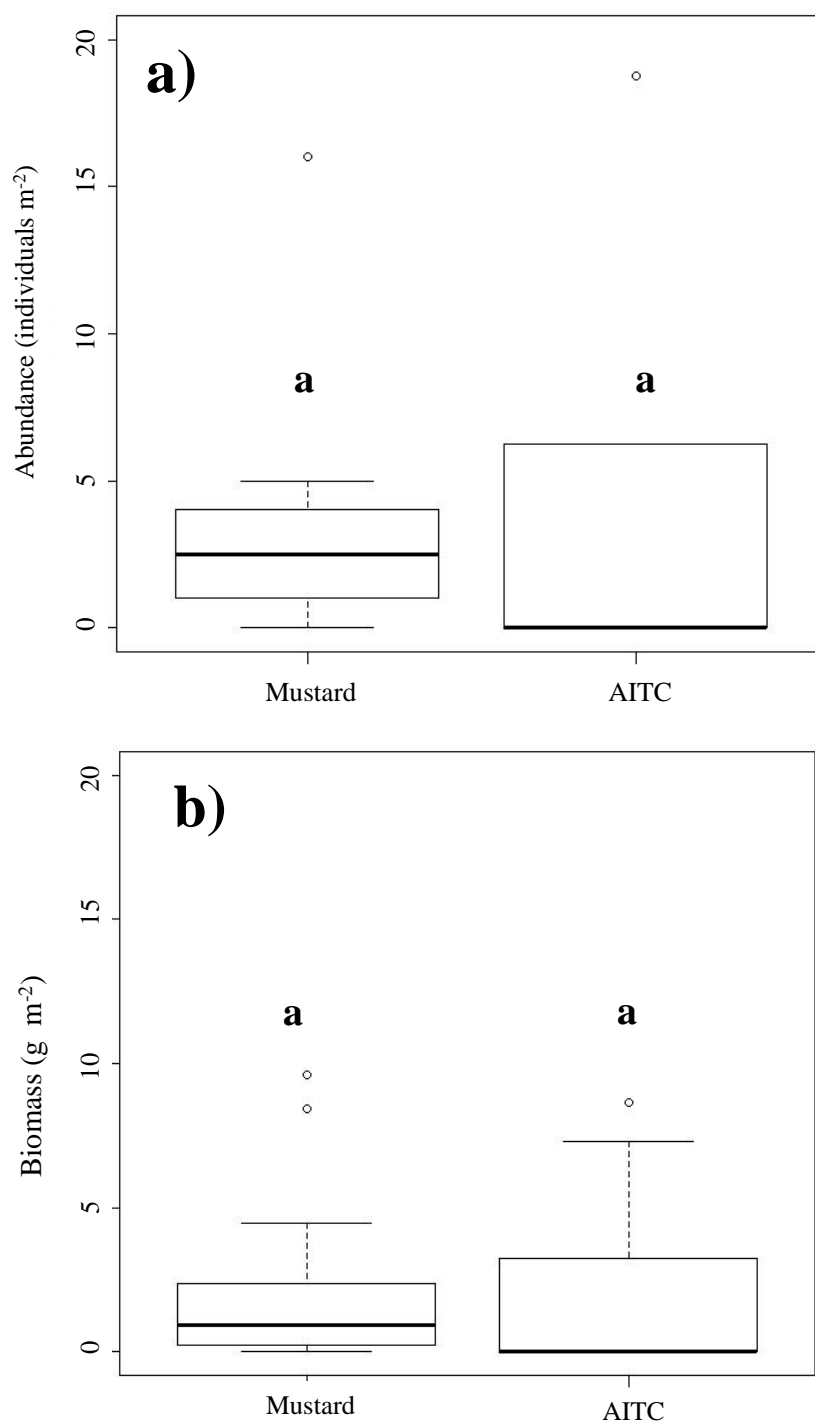 a)
Abundance (individuals m-2)
20
15
10
5
0
a
a
Mustard
AITC
b)
Biomass (g m-2)
20
15
10
5
0
a
a
Mustard
AITC